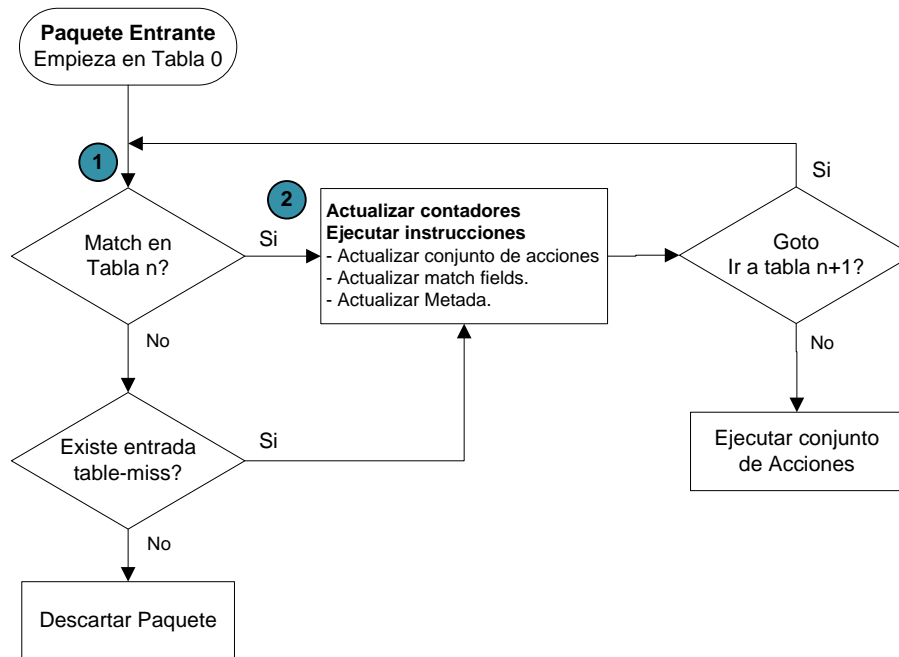 Paquete Entrante
Empieza en Tabla 0
1
Si
2
Match en
Tabla n?
Si
Actualizar contadores
Ejecutar instrucciones
- Actualizar conjunto de acciones
- Actualizar match fields.
- Actualizar Metada.
Goto
Ir a tabla n+1?
No
No
Existe entrada
table-miss?
Si
Ejecutar conjunto
de Acciones
No
Descartar Paquete